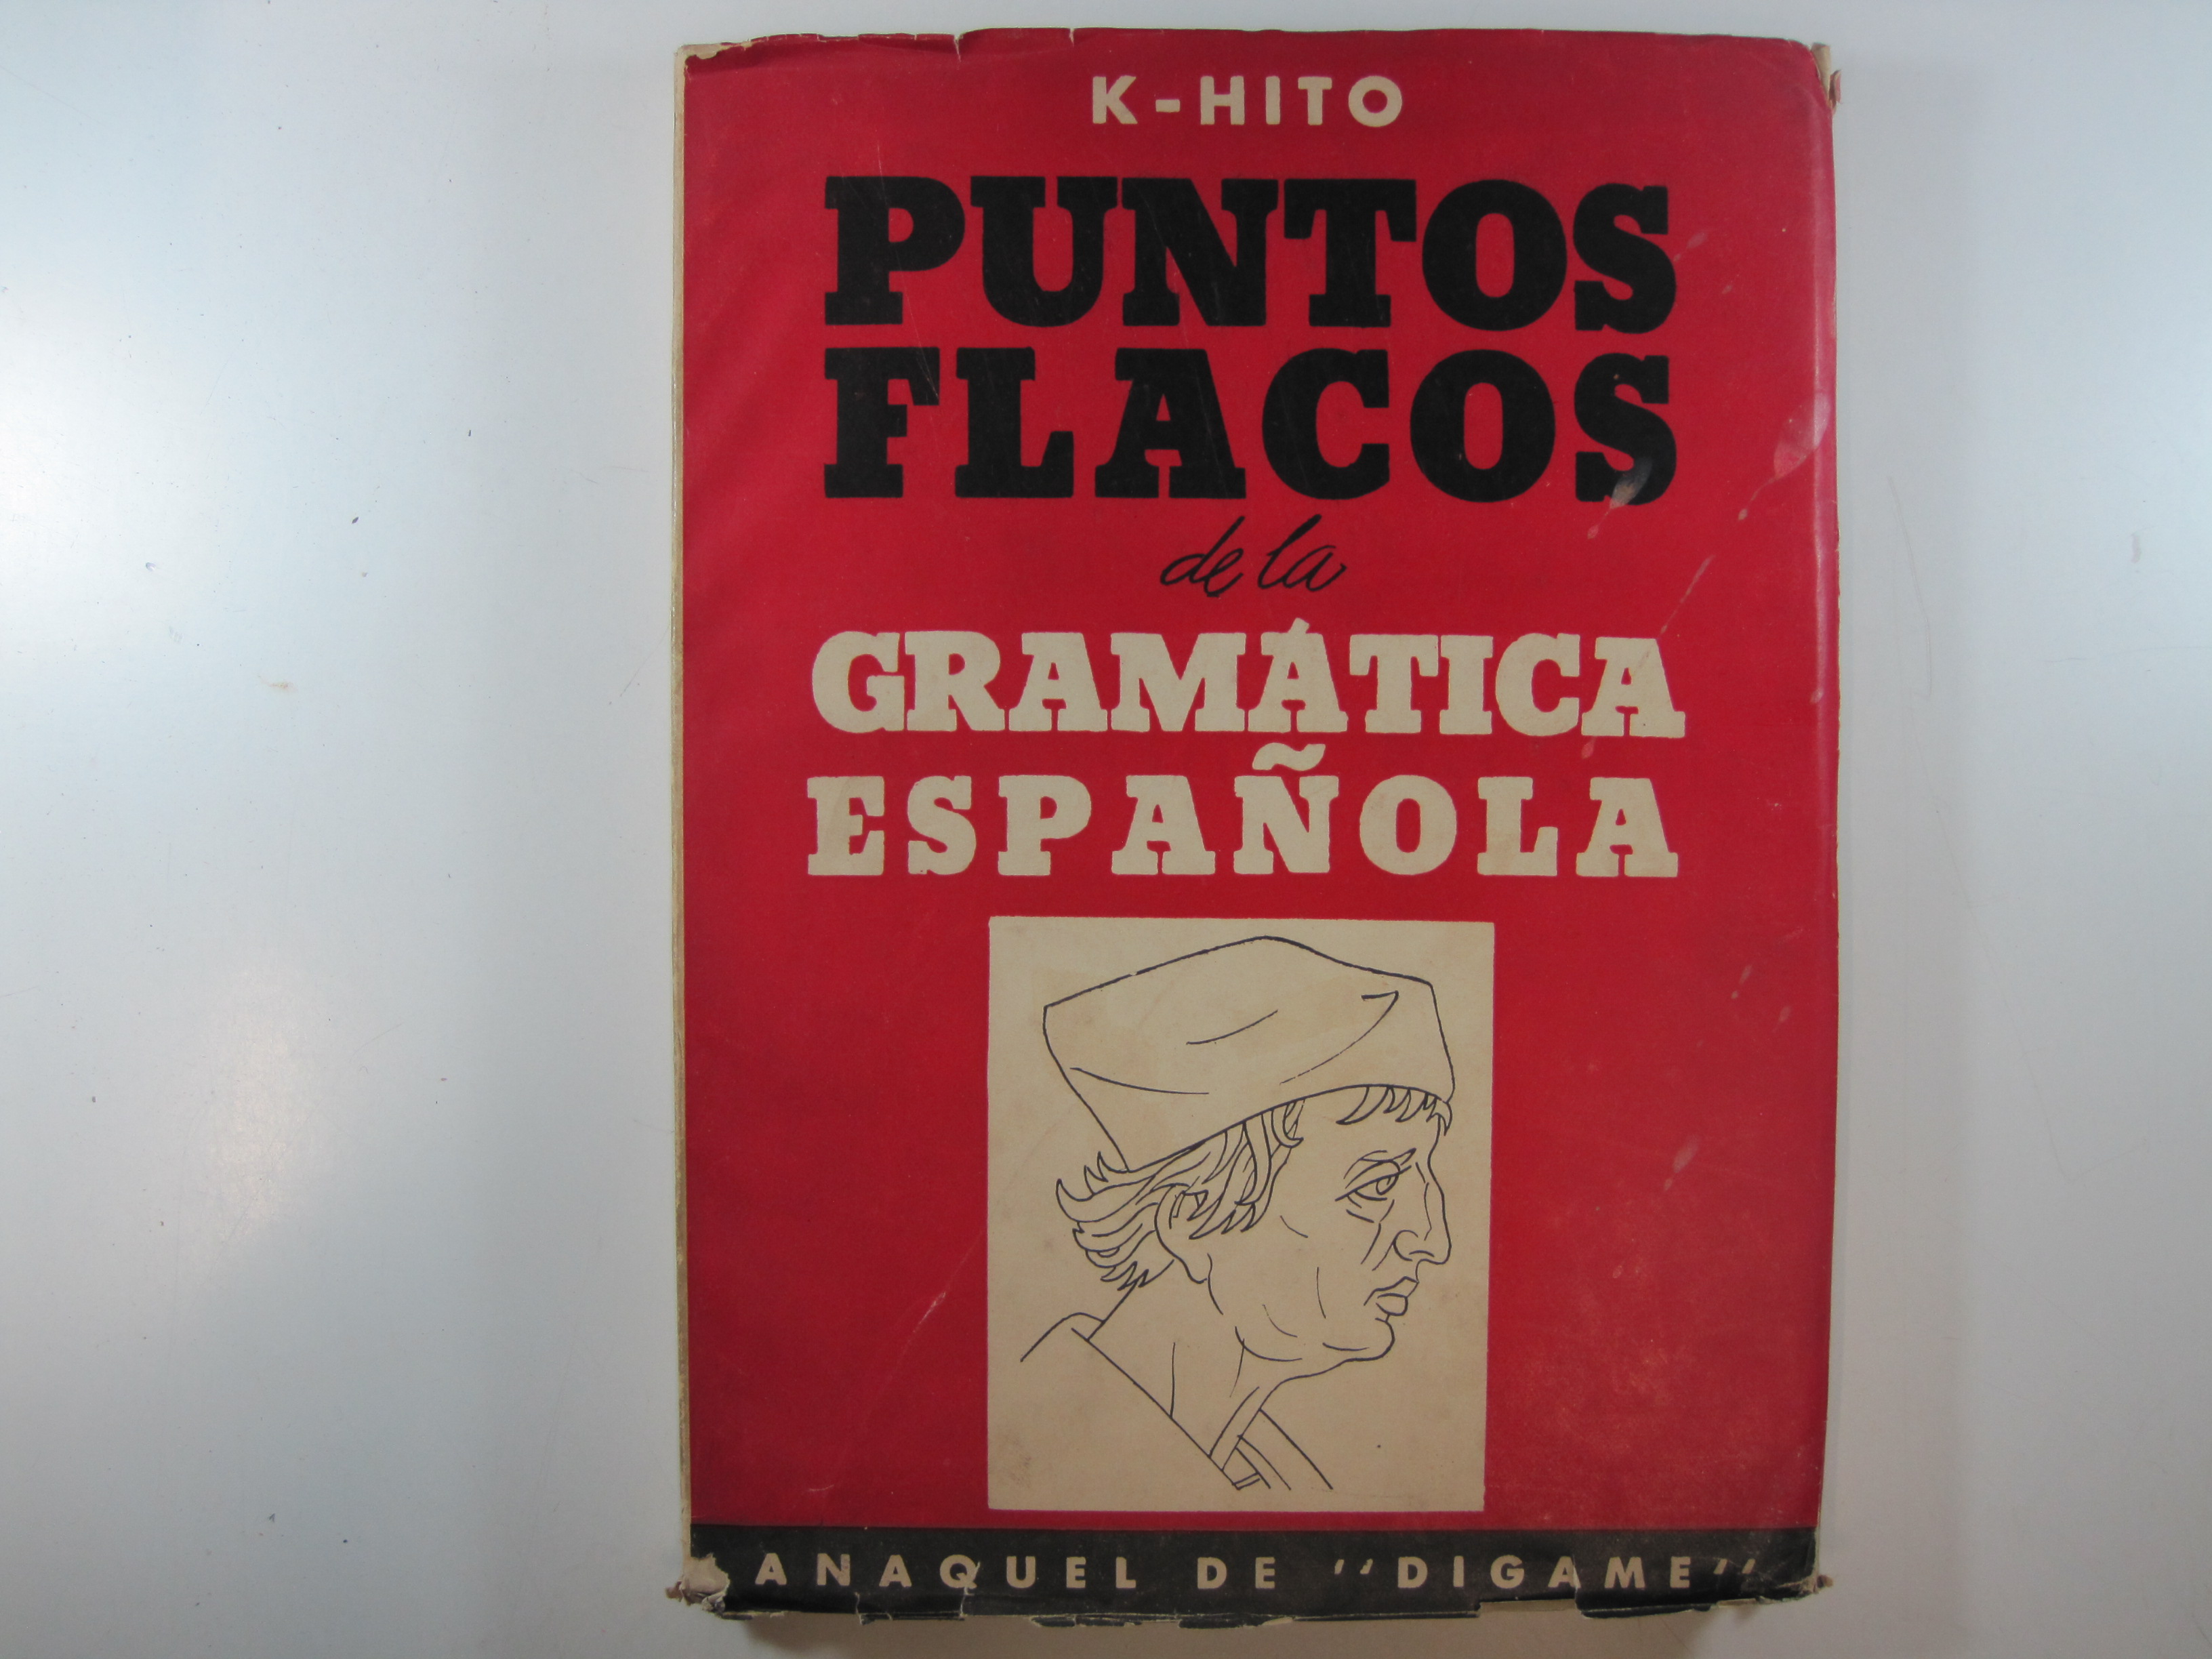 K-HITO
PUNTOS
FLACOS
de la
GRAMÁTICA
ESPAÑOLA
ANAQUEL DE "DIGAME"